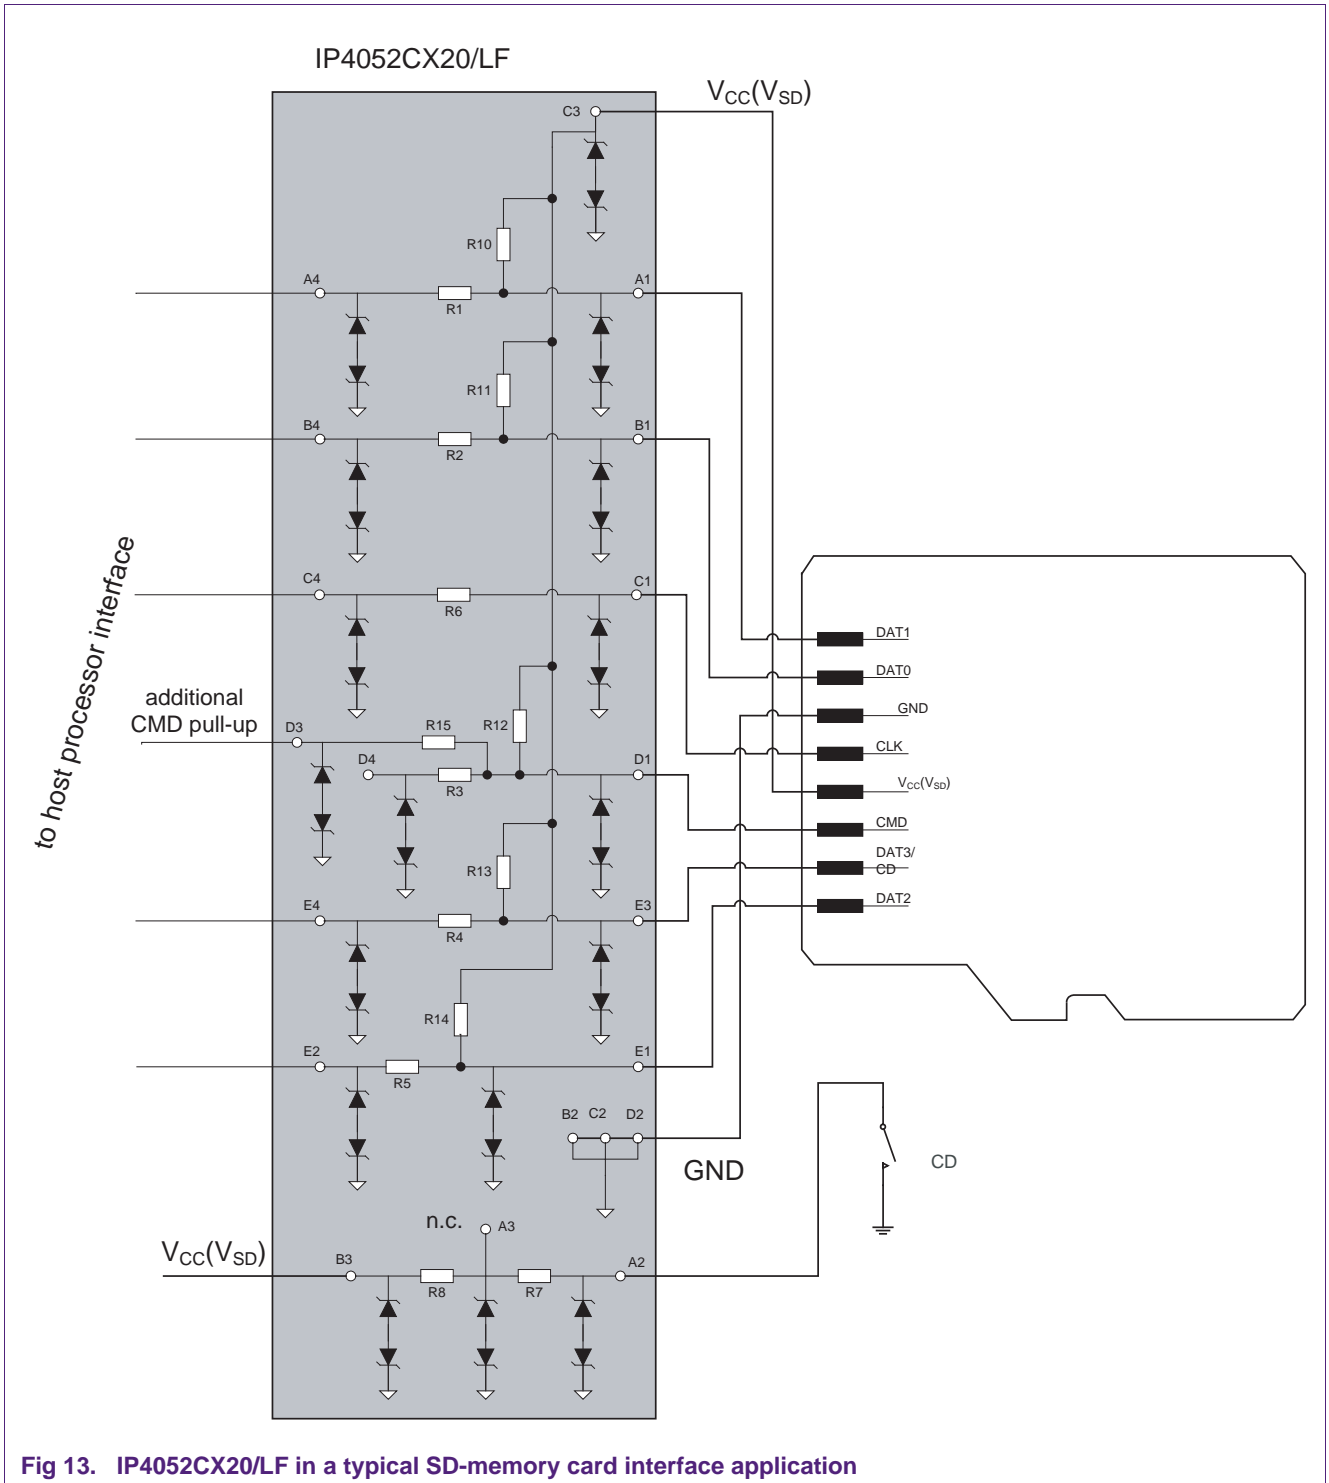 IP4052CX20/LF
VCC(VSD)
C3
R10
A4
A1
R1
R11
B4
B1
R2
to host processor interface
C4
C1
R6
additional
CMD pull-up
D3
R15
R12
D4
D1
R3
R13
E4
E3
R4
R14
E2
E1
R5
B2 C2 D2
GND
n.c.
A3
VCC(VSD)
B3
A2
R8
R7
DAT1
DAT0
GND
CLK
VCC(VSD)
CMD
DAT3/
CD
DAT2
CD
Fig 13. IP4052CX20/LF in a typical SD-memory card interface application